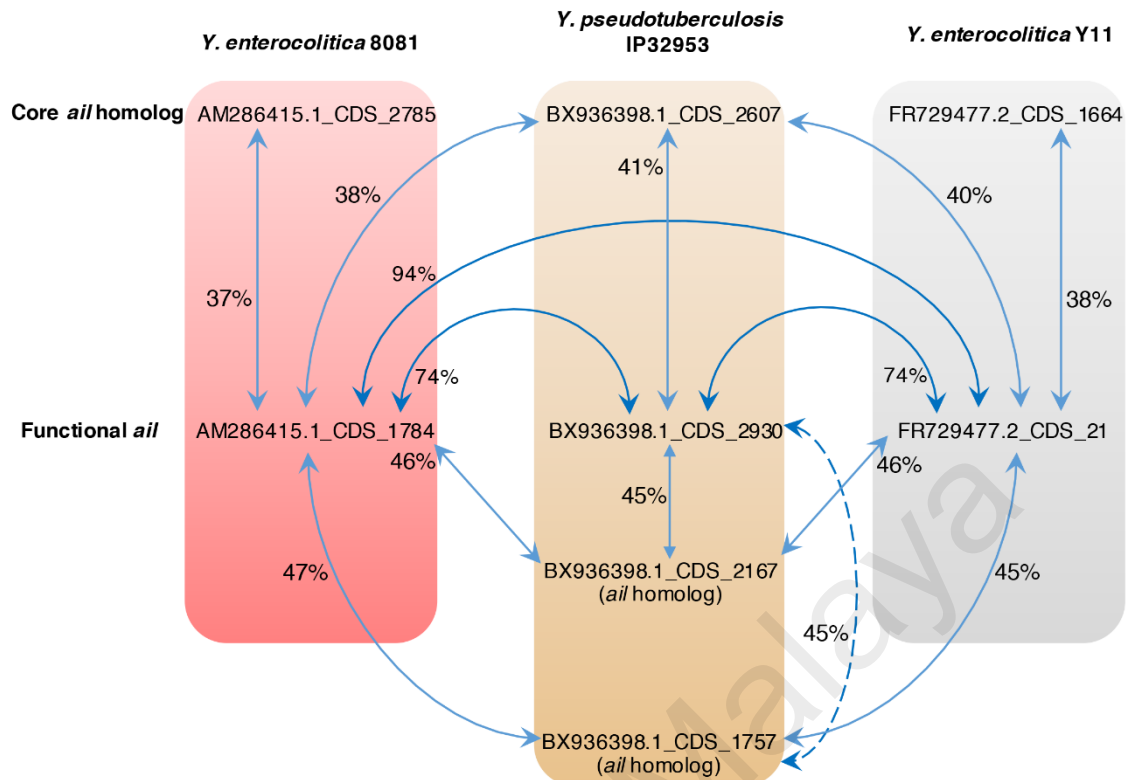 Y. enterocolitica 8081
Y. pseudotuberculosis
IP32953
Y. enterocolitica Y11
Core ail homolog
AM286415.1_CDS_2785
BX936398.1_CDS_2607
FR729477.2_CDS_1664
41%
38%
40%
94%
37%
38%
74%
74%
Functional ail
AM286415.1_CDS_1784
BX936398.1_CDS_2930
FR729477.2_CDS_21
46%
46%
45%
BX936398.1_CDS_2167
(ail homolog)
47%
45%
45%
BX936398.1_CDS_1757
(ail homolog)
Malaya